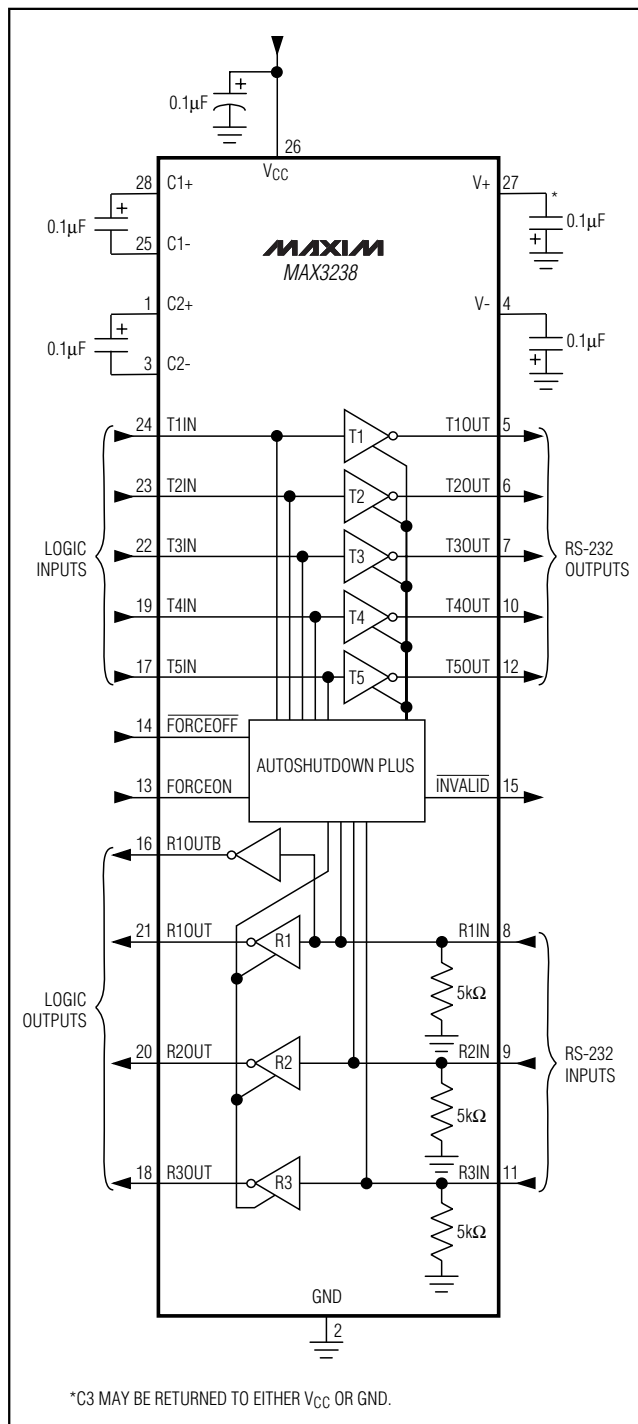 +
0.1µF
26
VCC
28 C1+ V+ 27
+ *
0.1µF 0.1µF
25 C1- +
MAXIM
MAX3238
1 C2+ V- 4
+
0.1µF 0.1µF
3 C2- +
24 T1IN T1 T1OUT 5
23 T2IN T2 T2OUT 6
LOGIC INPUTS
22 T3IN T3 T3OUT 7
RS-232 OUTPUTS
19 T4IN T4 T4OUT 10
17 T5IN T5 T5OUT 12
14 FORCEOFF
AUTOSHUTDOWN PLUS
13 FORCEON INVALID 15
16 R1OUTB
21 R1OUT R1 R1IN 8
5kΩ
LOGIC OUTPUTS
20 R2OUT R2 R2IN 9
RS-232 INPUTS
5kΩ
18 R3OUT R3 R3IN 11
5kΩ
GND
2
*C3 MAY BE RETURNED TO EITHER VCC OR GND.